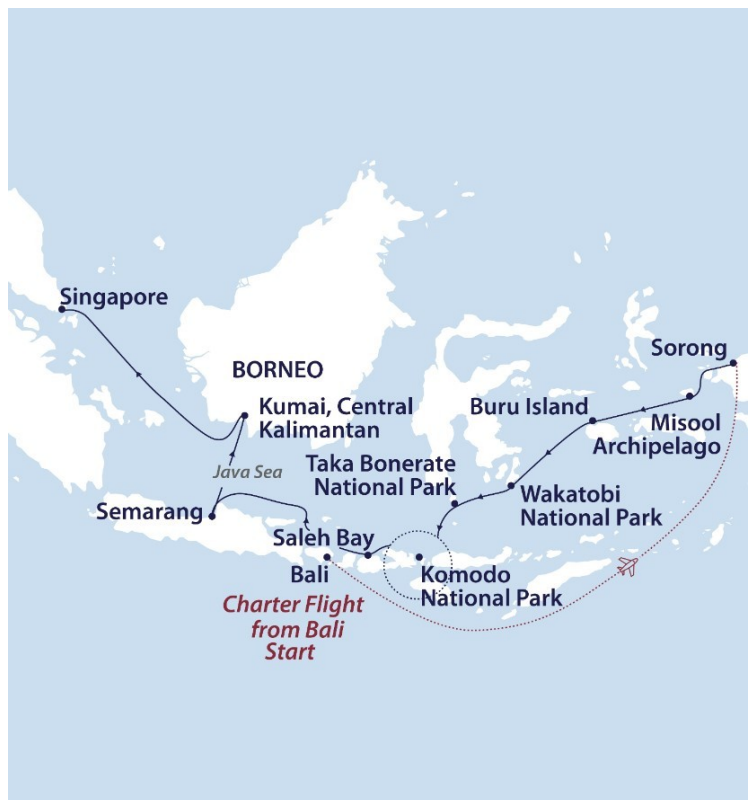 Singapore
BORNEO
Sorong
Kumai, Central
Kalimantan
Buru Island
Misool
Archipelago
Taka Bonerate
National Park
Java Sea
Wakatobi
National Park
Semarang
Saleh Bay
Bali
Komodo
National Park
Charter Flight
from Bali
Start